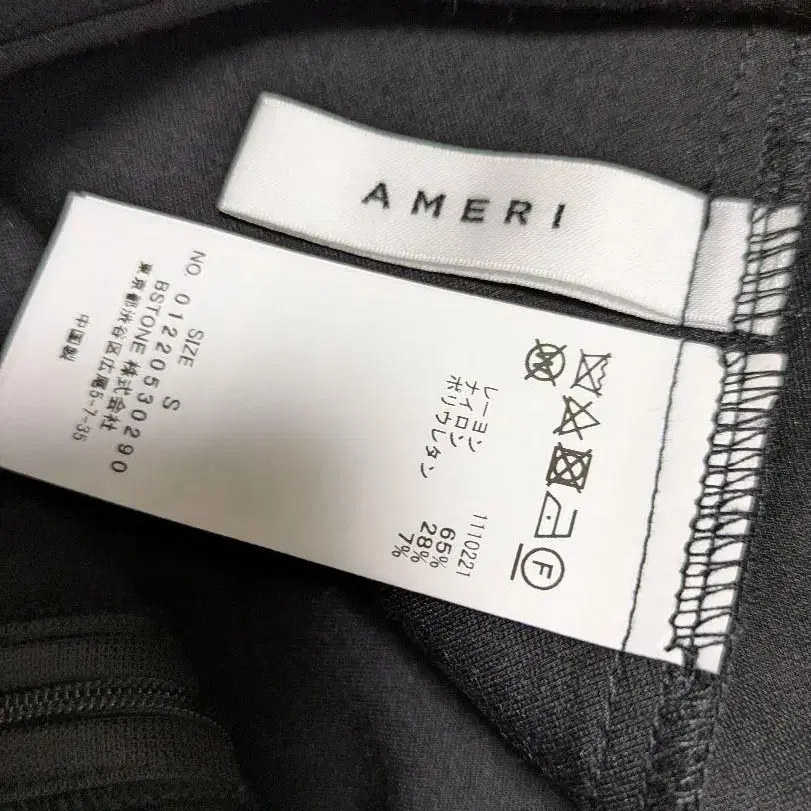 AMERI
F
W
1110221
レーヨン 65%
ナイロン 28%
ポリウレタン 7%
SIZE S
NO. 01220530290
BSTONE 株式会社
東京都渋谷区広尾5-7-35
中国製